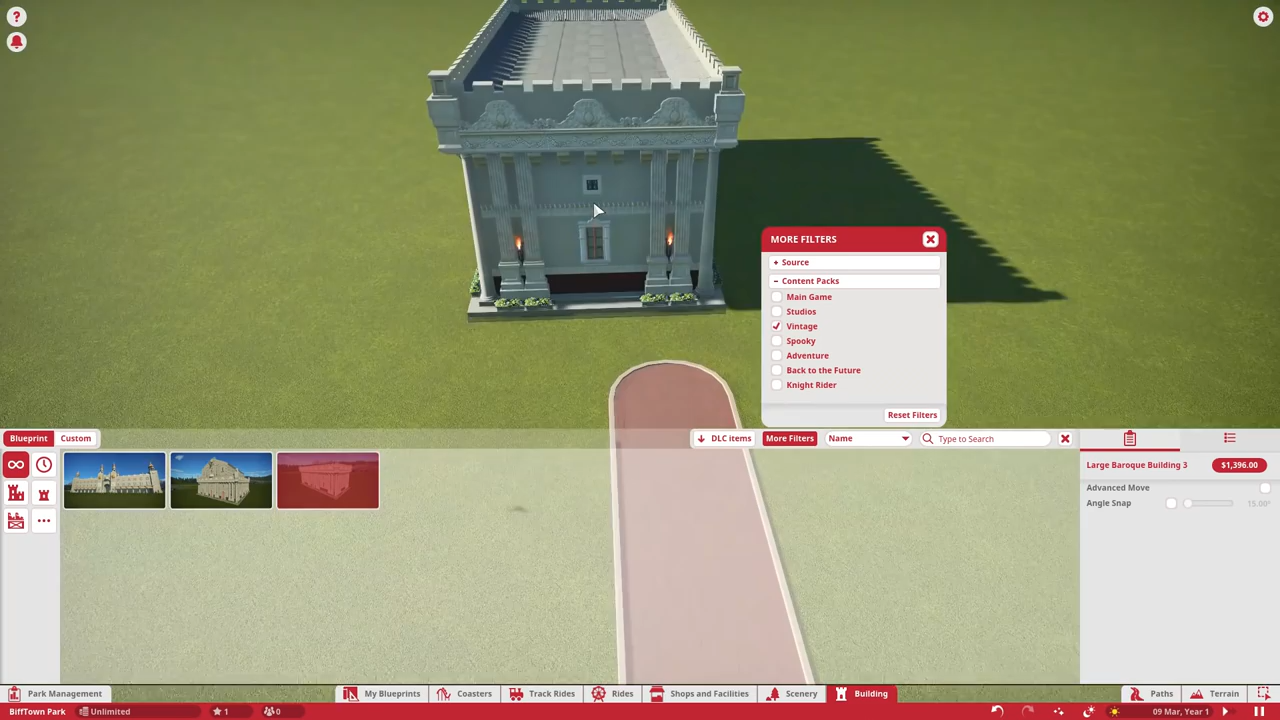 ?
MORE FILTERS
+ Source
– Content Packs
Main Game
Studios
Vintage
Spooky
Adventure
Back to the Future
Knight Rider
Reset Filters
Blueprint Custom DLC items More Filters Name Type to Search
Large Baroque Building 3 $1,396.00
Advanced Move
Angle Snap 15.00°
Park Management My Blueprints Coasters Track Rides Rides Shops and Facilities Scenery Building Paths Terrain
BiffTown Park Unlimited 1 0 09 Mar, Year 1